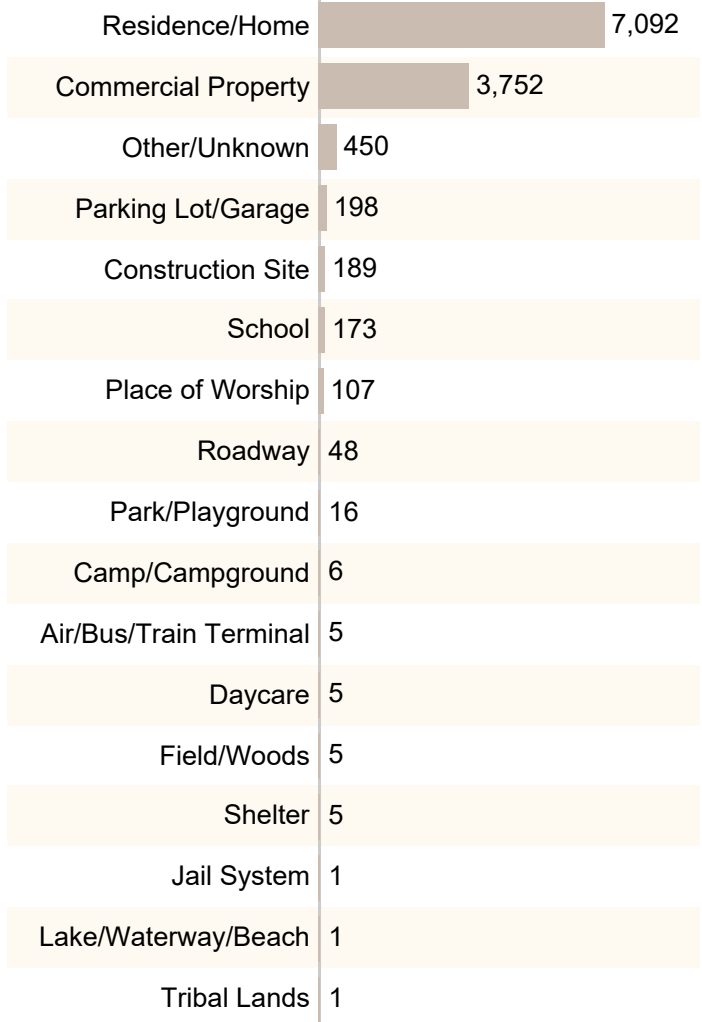 Residence/Home 7,092
Commercial Property 3,752
Other/Unknown 450
Parking Lot/Garage 198
Construction Site 189
School 173
Place of Worship 107
Roadway 48
Park/Playground 16
Camp/Campground 6
Air/Bus/Train Terminal 5
Daycare 5
Field/Woods 5
Shelter 5
Jail System 1
Lake/Waterway/Beach 1
Tribal Lands 1